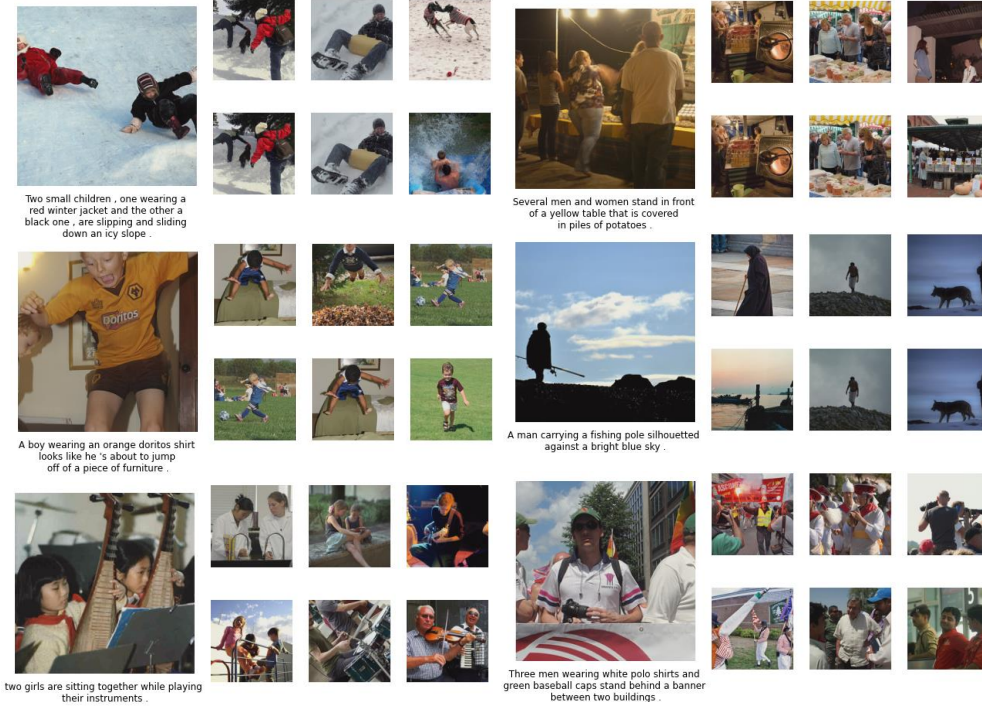 Two small children , one wearing a
red winter jacket and the other a
black one , are slipping and sliding
down an icy slope .
Several men and women stand in front
of a yellow table that is covered
in piles of potatoes .
Doritos
A boy wearing an orange doritos shirt
looks like he 's about to jump
off of a piece of furniture .
A man carrying a fishing pole silhouetted
against a bright blue sky .
two girls are sitting together while playing
their instruments .
Three men wearing white polo shirts and
green baseball caps stand behind a banner
between two buildings .